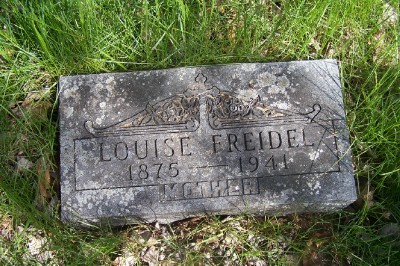 LOUISE FREIDEL
1875 - 1941
MOTHER